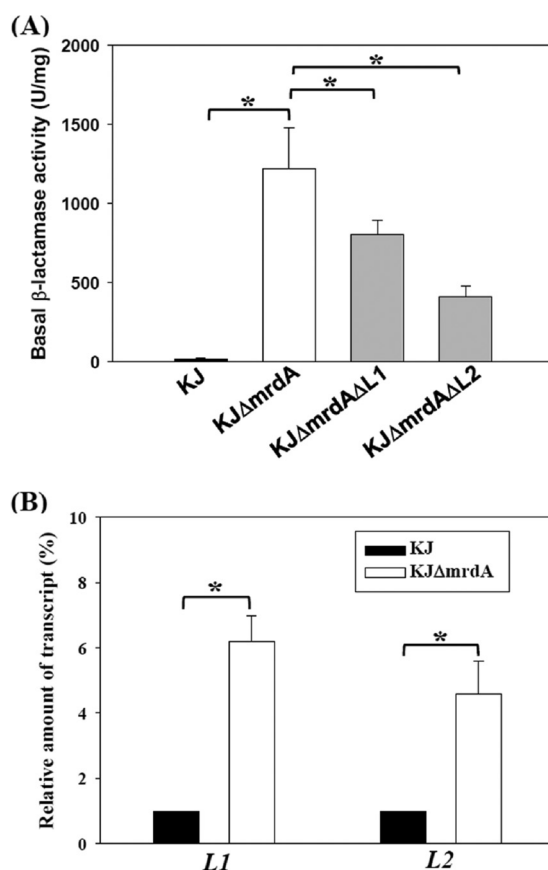 (A)
Basal β-lactamase activity (U/mg)
2000
1500
1000
500
0
*
*
*
KJ
KJΔmrdA
KJΔmrdAΔL1
KJΔmrdAΔL2
(B)
Relative amount of transcript (%)
10
8
6
4
2
0
KJ
KJΔmrdA
*
*
L1
L2